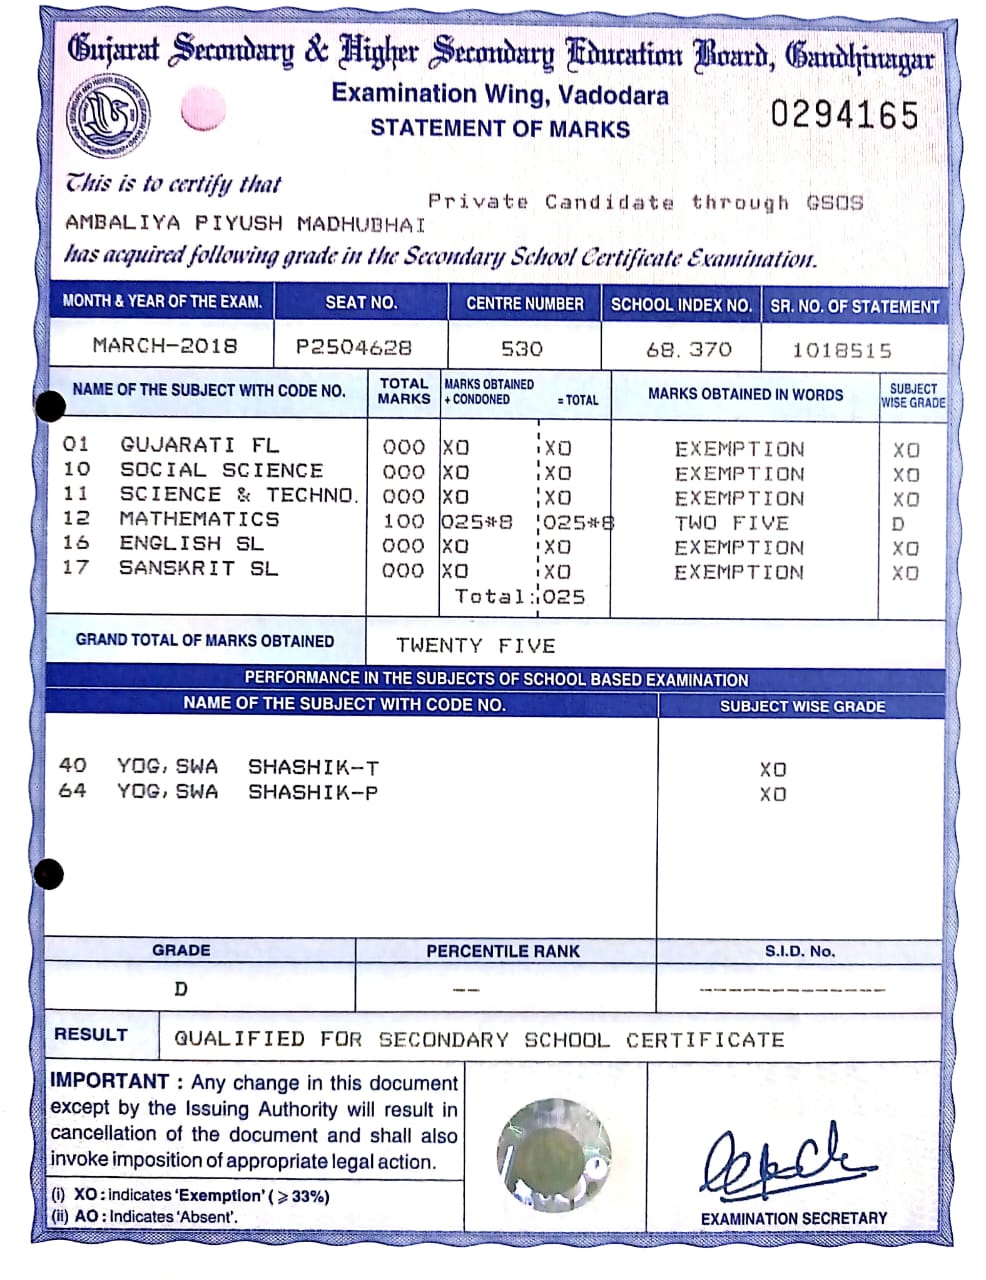 Gujarat Secondary & Higher Secondary Education Board, Gandhinagar
Examination Wing, Vadodara
STATEMENT OF MARKS
0294165
This is to certify that
Private Candidate through GSOS
AMBALIYA PIYUSH MADHUBHAI
has acquired following grade in the Secondary School Certificate Examination.
MONTH & YEAR OF THE EXAM. SEAT NO. CENTRE NUMBER SCHOOL INDEX NO. SR. NO. OF STATEMENT
MARCH-2018 P2504628 530 68.370 1018515
NAME OF THE SUBJECT WITH CODE NO. TOTAL MARKS MARKS OBTAINED + CONDONED = TOTAL MARKS OBTAINED IN WORDS SUBJECT WISE GRADE
01 GUJARATI FL 000 XO XO EXEMPTION XO
10 SOCIAL SCIENCE 000 XO XO EXEMPTION XO
11 SCIENCE & TECHNO. 000 XO XO EXEMPTION XO
12 MATHEMATICS 100 025*8 025*8 TWO FIVE D
16 ENGLISH SL 000 XO XO EXEMPTION XO
17 SANSKRIT SL 000 XO XO EXEMPTION XO
Total: 025
GRAND TOTAL OF MARKS OBTAINED TWENTY FIVE
PERFORMANCE IN THE SUBJECTS OF SCHOOL BASED EXAMINATION
NAME OF THE SUBJECT WITH CODE NO. SUBJECT WISE GRADE
40 YOG, SWA SHASHIK-T XO
64 YOG, SWA SHASHIK-P XO
GRADE PERCENTILE RANK S.I.D. No.
D -- --------------
RESULT QUALIFIED FOR SECONDARY SCHOOL CERTIFICATE
IMPORTANT : Any change in this document
except by the Issuing Authority will result in
cancellation of the document and shall also
invoke imposition of appropriate legal action.
(i) XO : indicates 'Exemption' (⩾ 33%)
(ii) AO : Indicates 'Absent'.
EXAMINATION SECRETARY